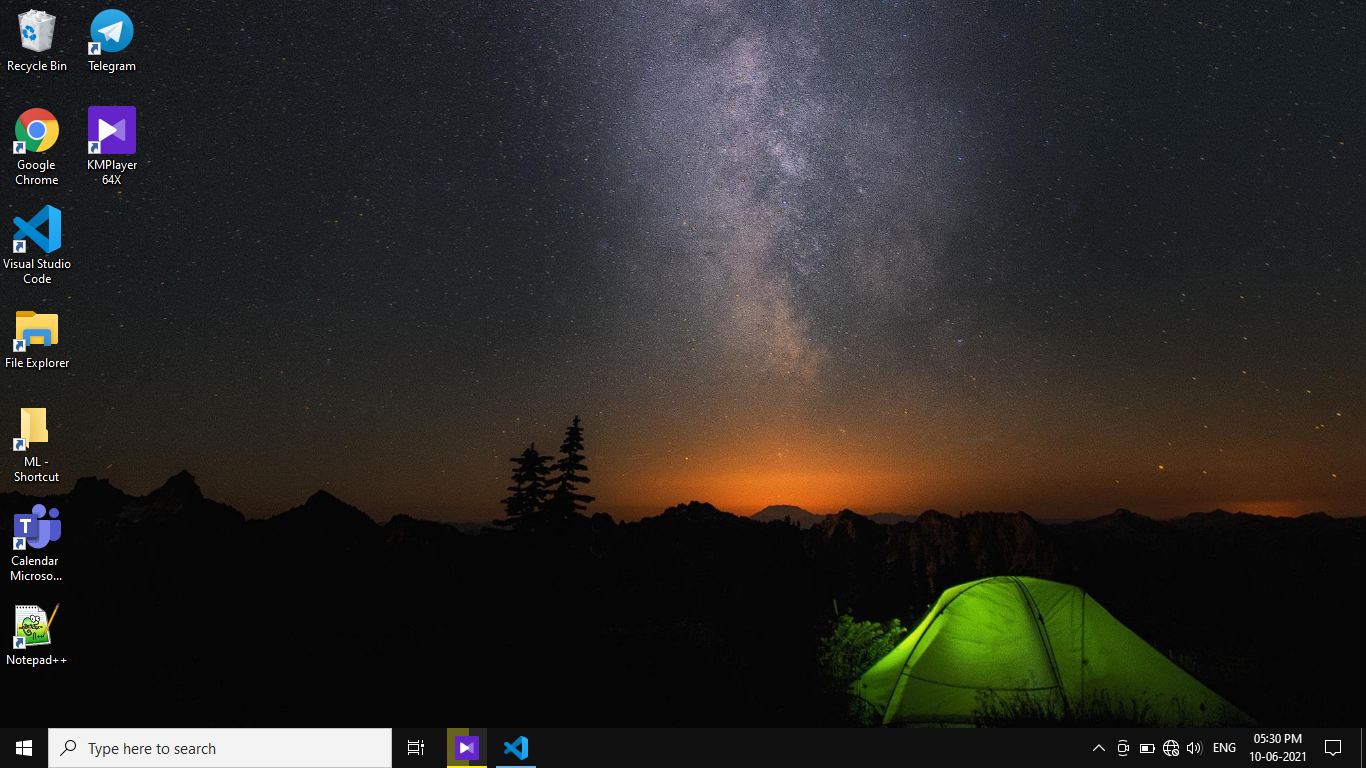 Recycle Bin
Telegram
Google
Chrome
KMPlayer
64X
Visual Studio
Code
File Explorer
ML -
Shortcut
T
Calendar
Microso...
Notepad++
Type here to search
ENG
05:30 PM
10-06-2021